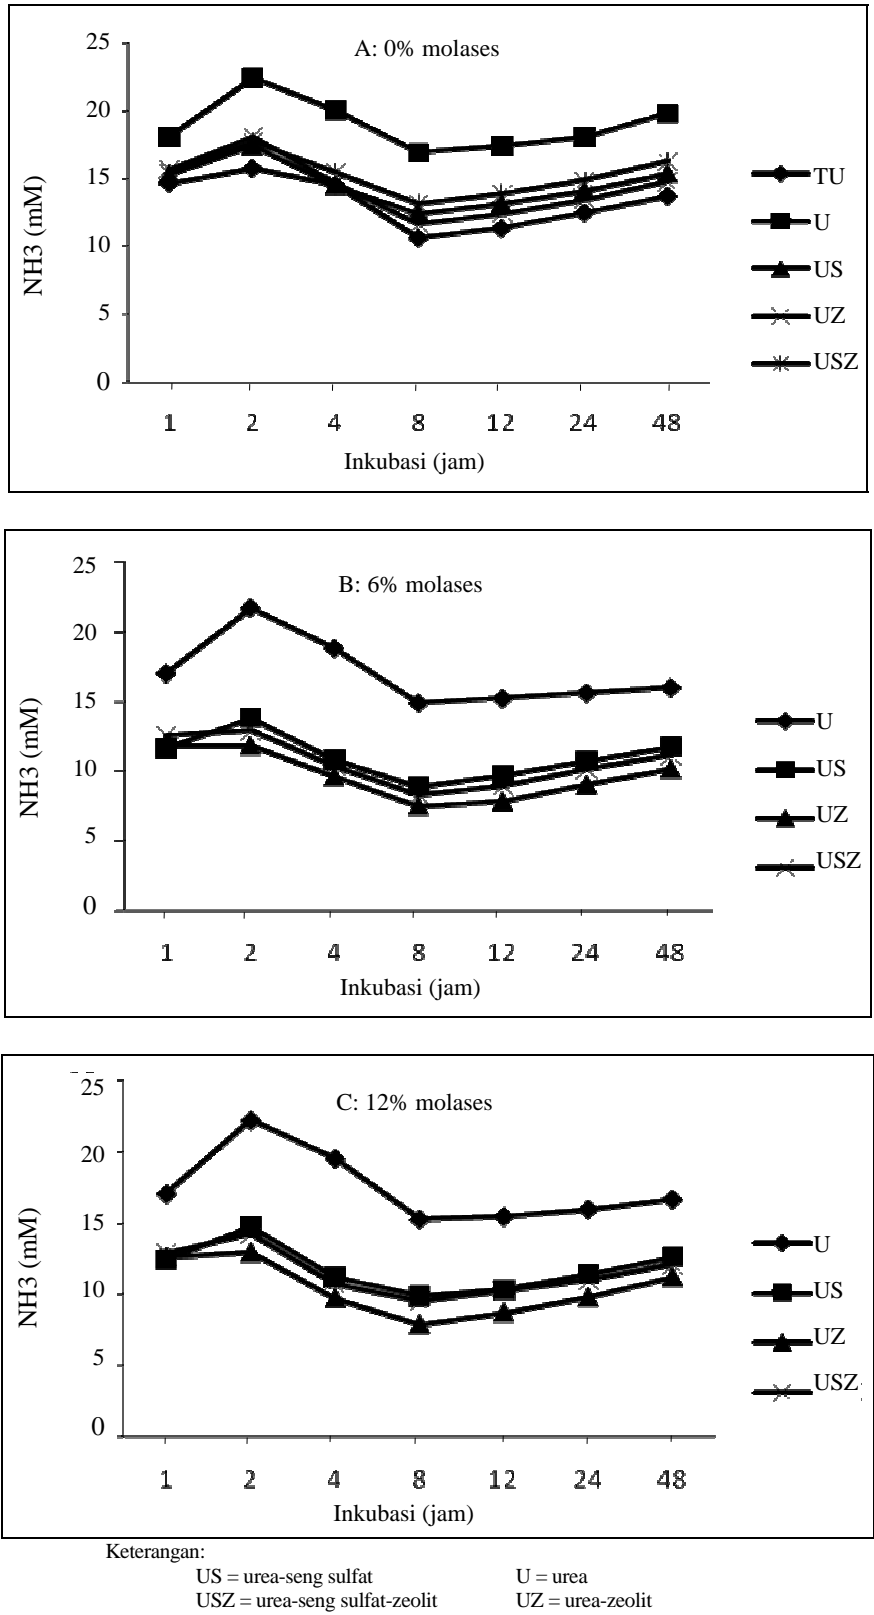 A: 0% molases
25
20
15
10
5
0
NH3 (mM)
1 2 4 8 12 24 48
Inkubasi (jam)
TU
U
US
UZ
USZ
B: 6% molases
25
20
15
10
5
0
NH3 (mM)
1 2 4 8 12 24 48
Inkubasi (jam)
U
US
UZ
USZ
C: 12% molases
25
20
15
10
5
0
NH3 (mM)
1 2 4 8 12 24 48
Inkubasi (jam)
U
US
UZ
USZ
Keterangan:
US = urea-seng sulfat U = urea
USZ = urea-seng sulfat-zeolit UZ = urea-zeolit